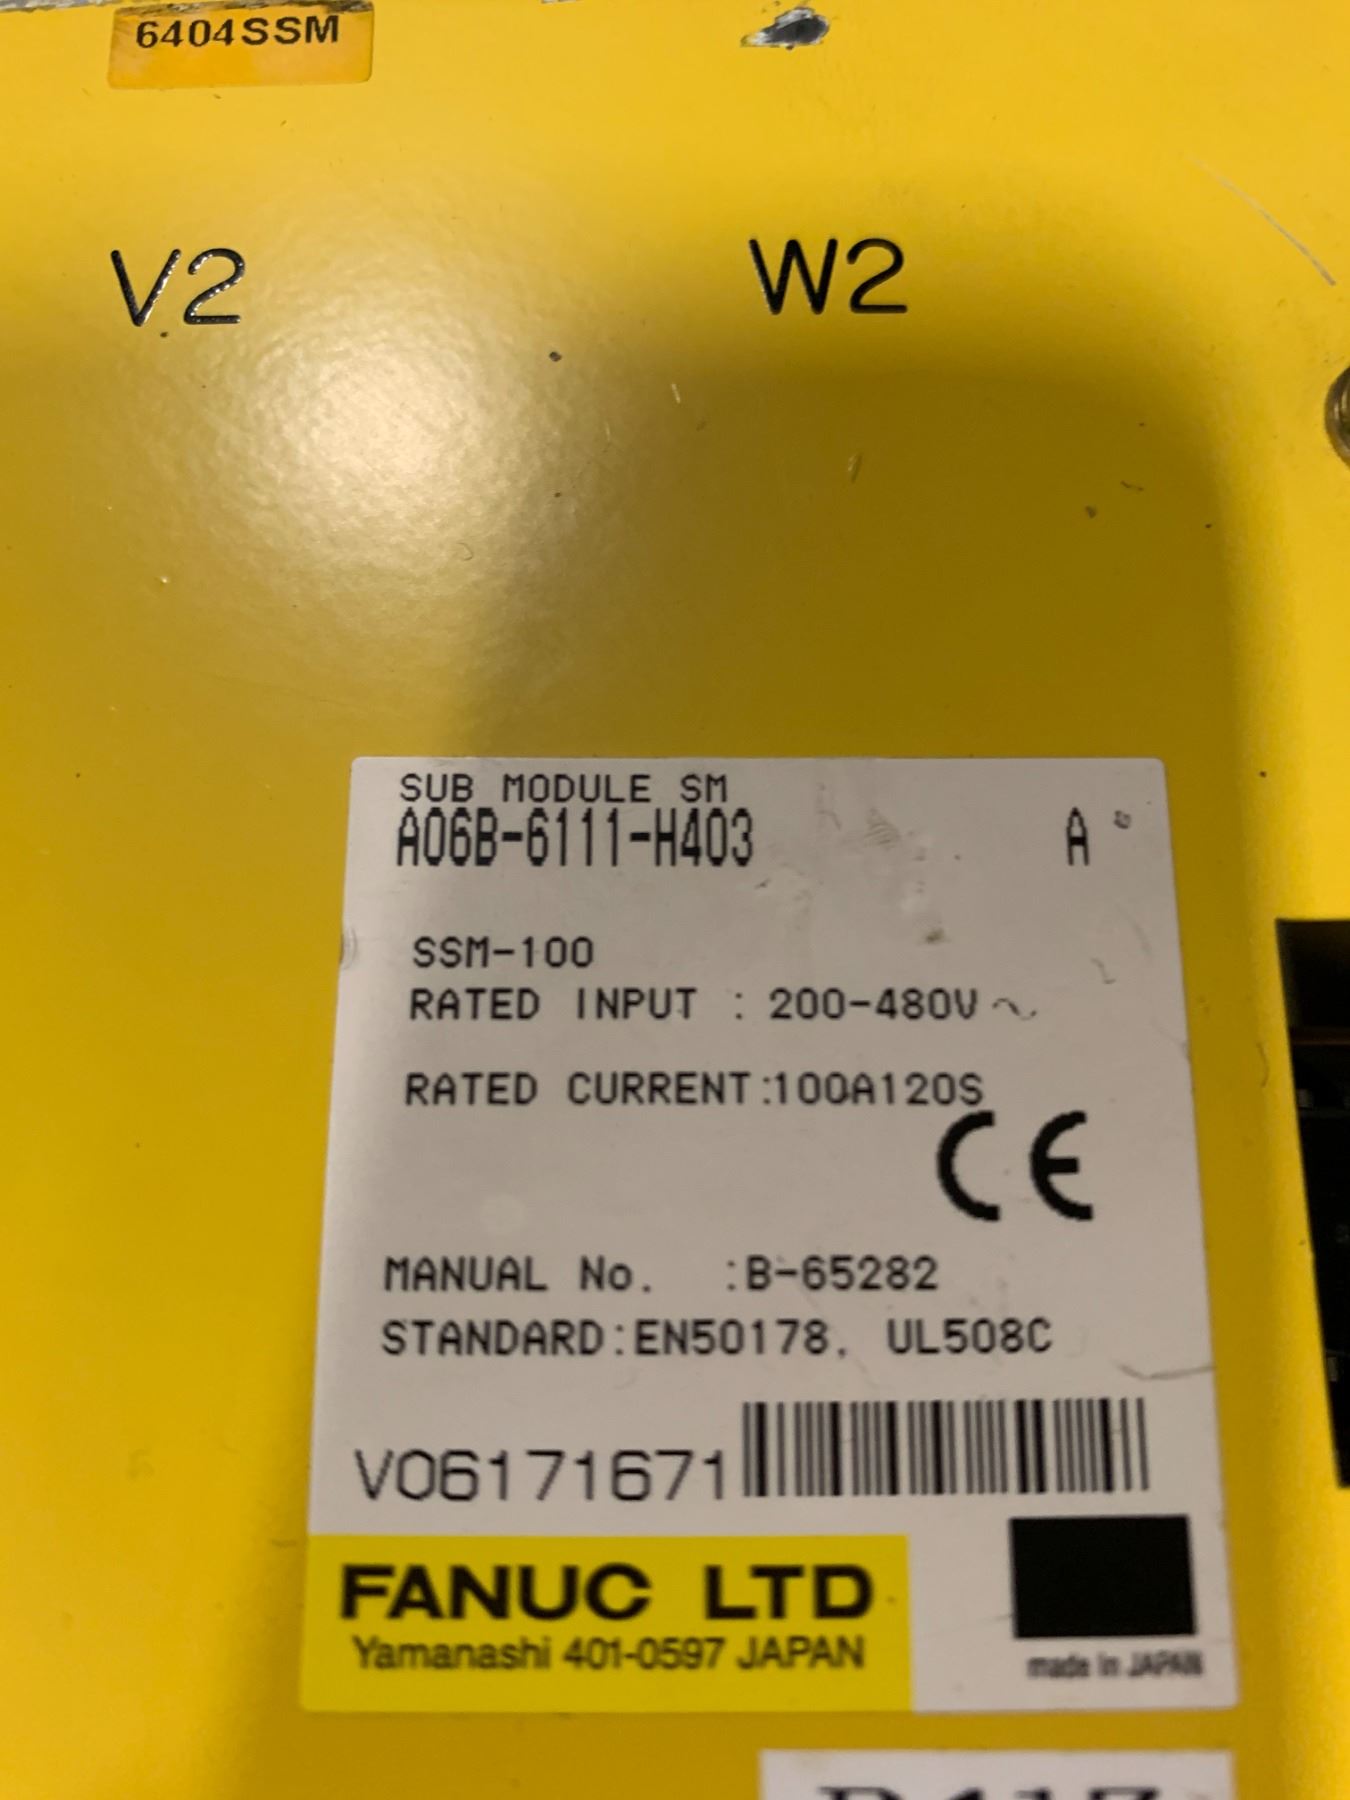 6404SSM
V2 W2
SUB MODULE SM
A06B-6111-H403 A
SSM-100
RATED INPUT : 200-480V ~
RATED CURRENT:100A120S
CE
MANUAL No. :B-65282
STANDARD:EN50178, UL508C
V06171671
FANUC LTD
Yamanashi 401-0597 JAPAN
made in JAPAN